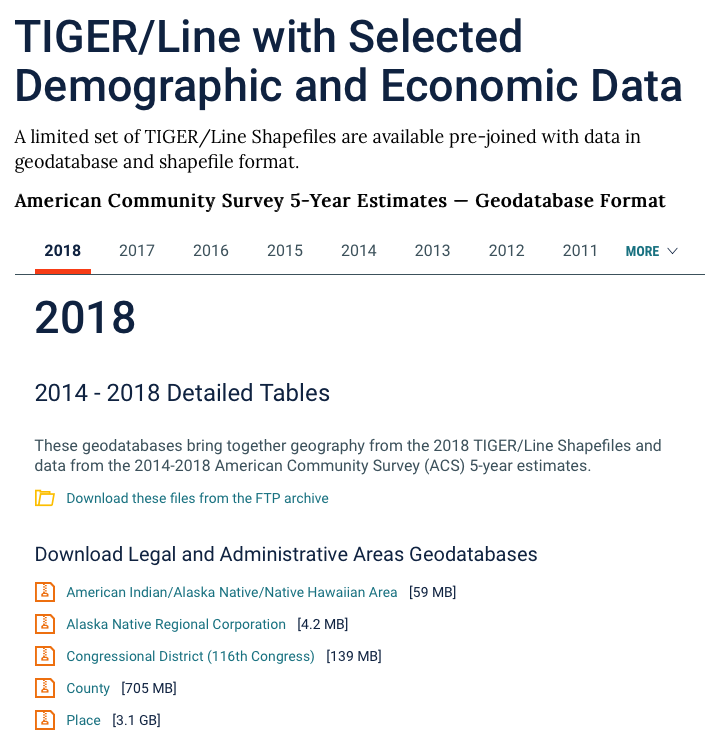 TIGER/Line with Selected
Demographic and Economic Data
A limited set of TIGER/Line Shapefiles are available pre-joined with data in
geodatabase and shapefile format.
American Community Survey 5-Year Estimates — Geodatabase Format
2018 2017 2016 2015 2014 2013 2012 2011 MORE
2018
2014 - 2018 Detailed Tables
These geodatabases bring together geography from the 2018 TIGER/Line Shapefiles and
data from the 2014-2018 American Community Survey (ACS) 5-year estimates.
Download these files from the FTP archive
Download Legal and Administrative Areas Geodatabases
American Indian/Alaska Native/Native Hawaiian Area [59 MB]
Alaska Native Regional Corporation [4.2 MB]
Congressional District (116th Congress) [139 MB]
County [705 MB]
Place [3.1 GB]